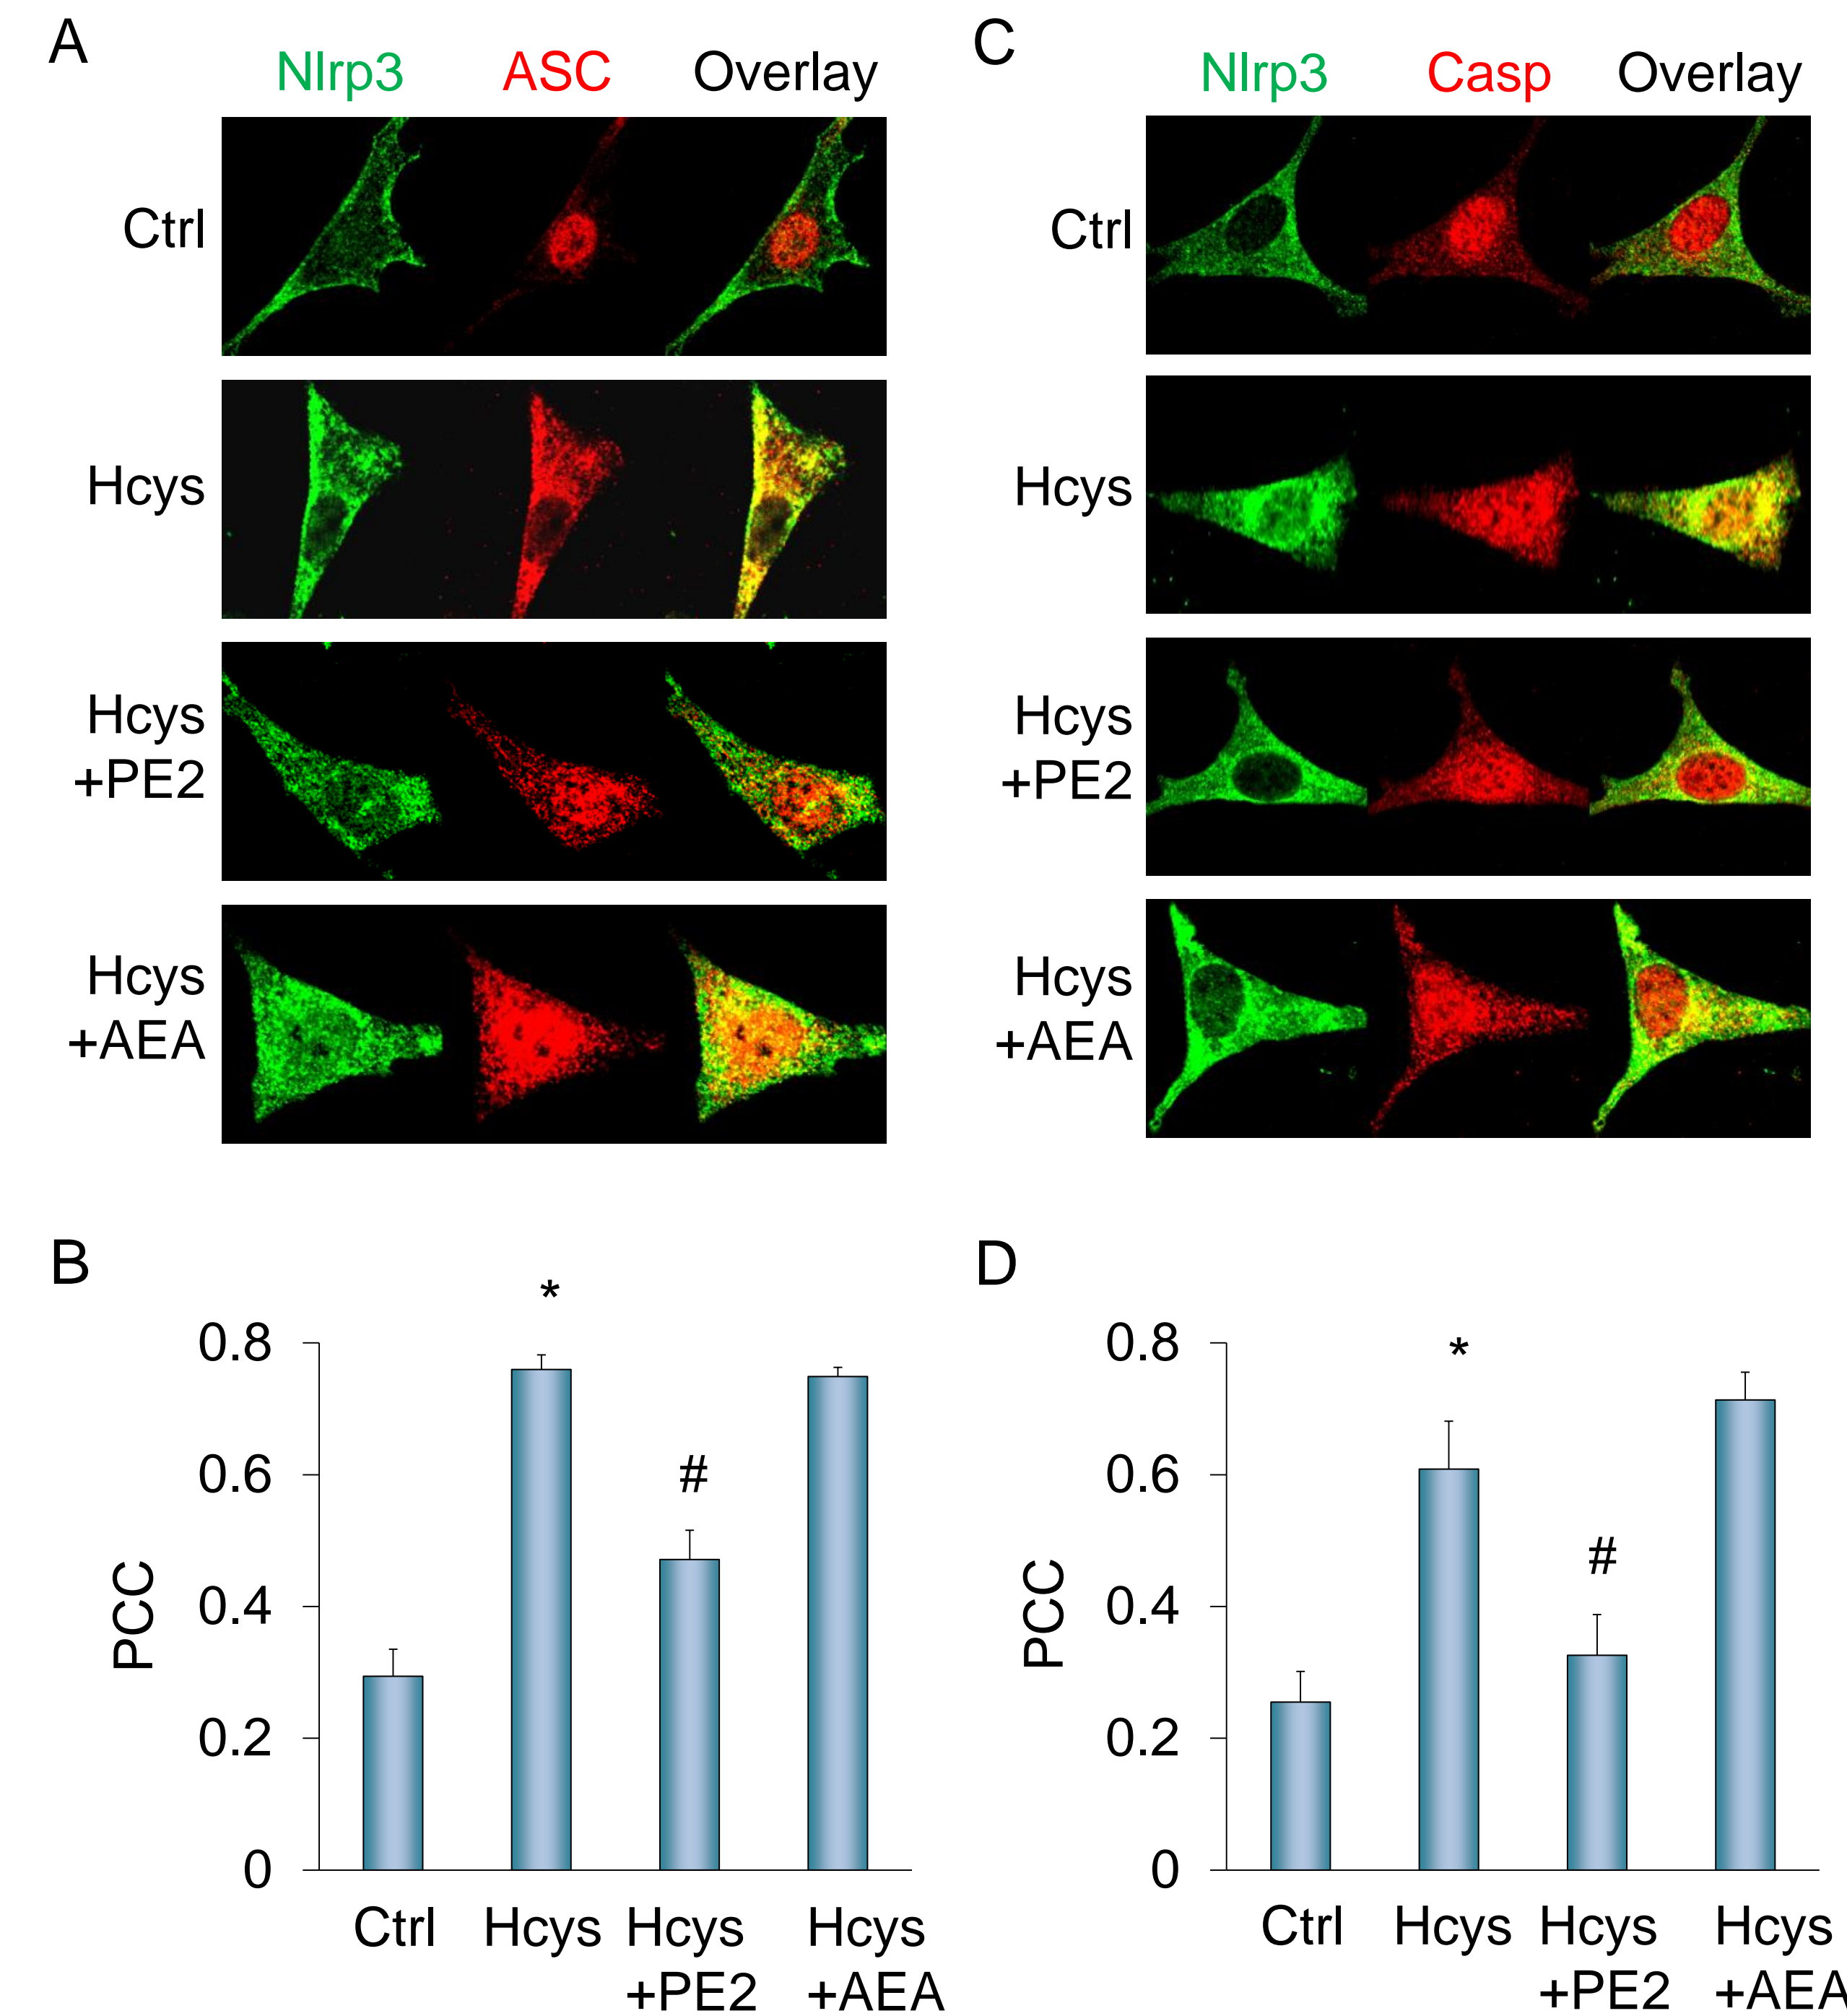 A
Nlrp3 ASC Overlay
Ctrl
Hcys
Hcys
+PE2
Hcys
+AEA
C
Nlrp3 Casp Overlay
Ctrl
Hcys
Hcys
+PE2
Hcys
+AEA
B
PCC
0.8
0.6
0.4
0.2
0
*
#
Ctrl Hcys Hcys Hcys
+PE2 +AEA
D
PCC
0.8
0.6
0.4
0.2
0
*
#
Ctrl Hcys Hcys Hcys
+PE2 +AEA